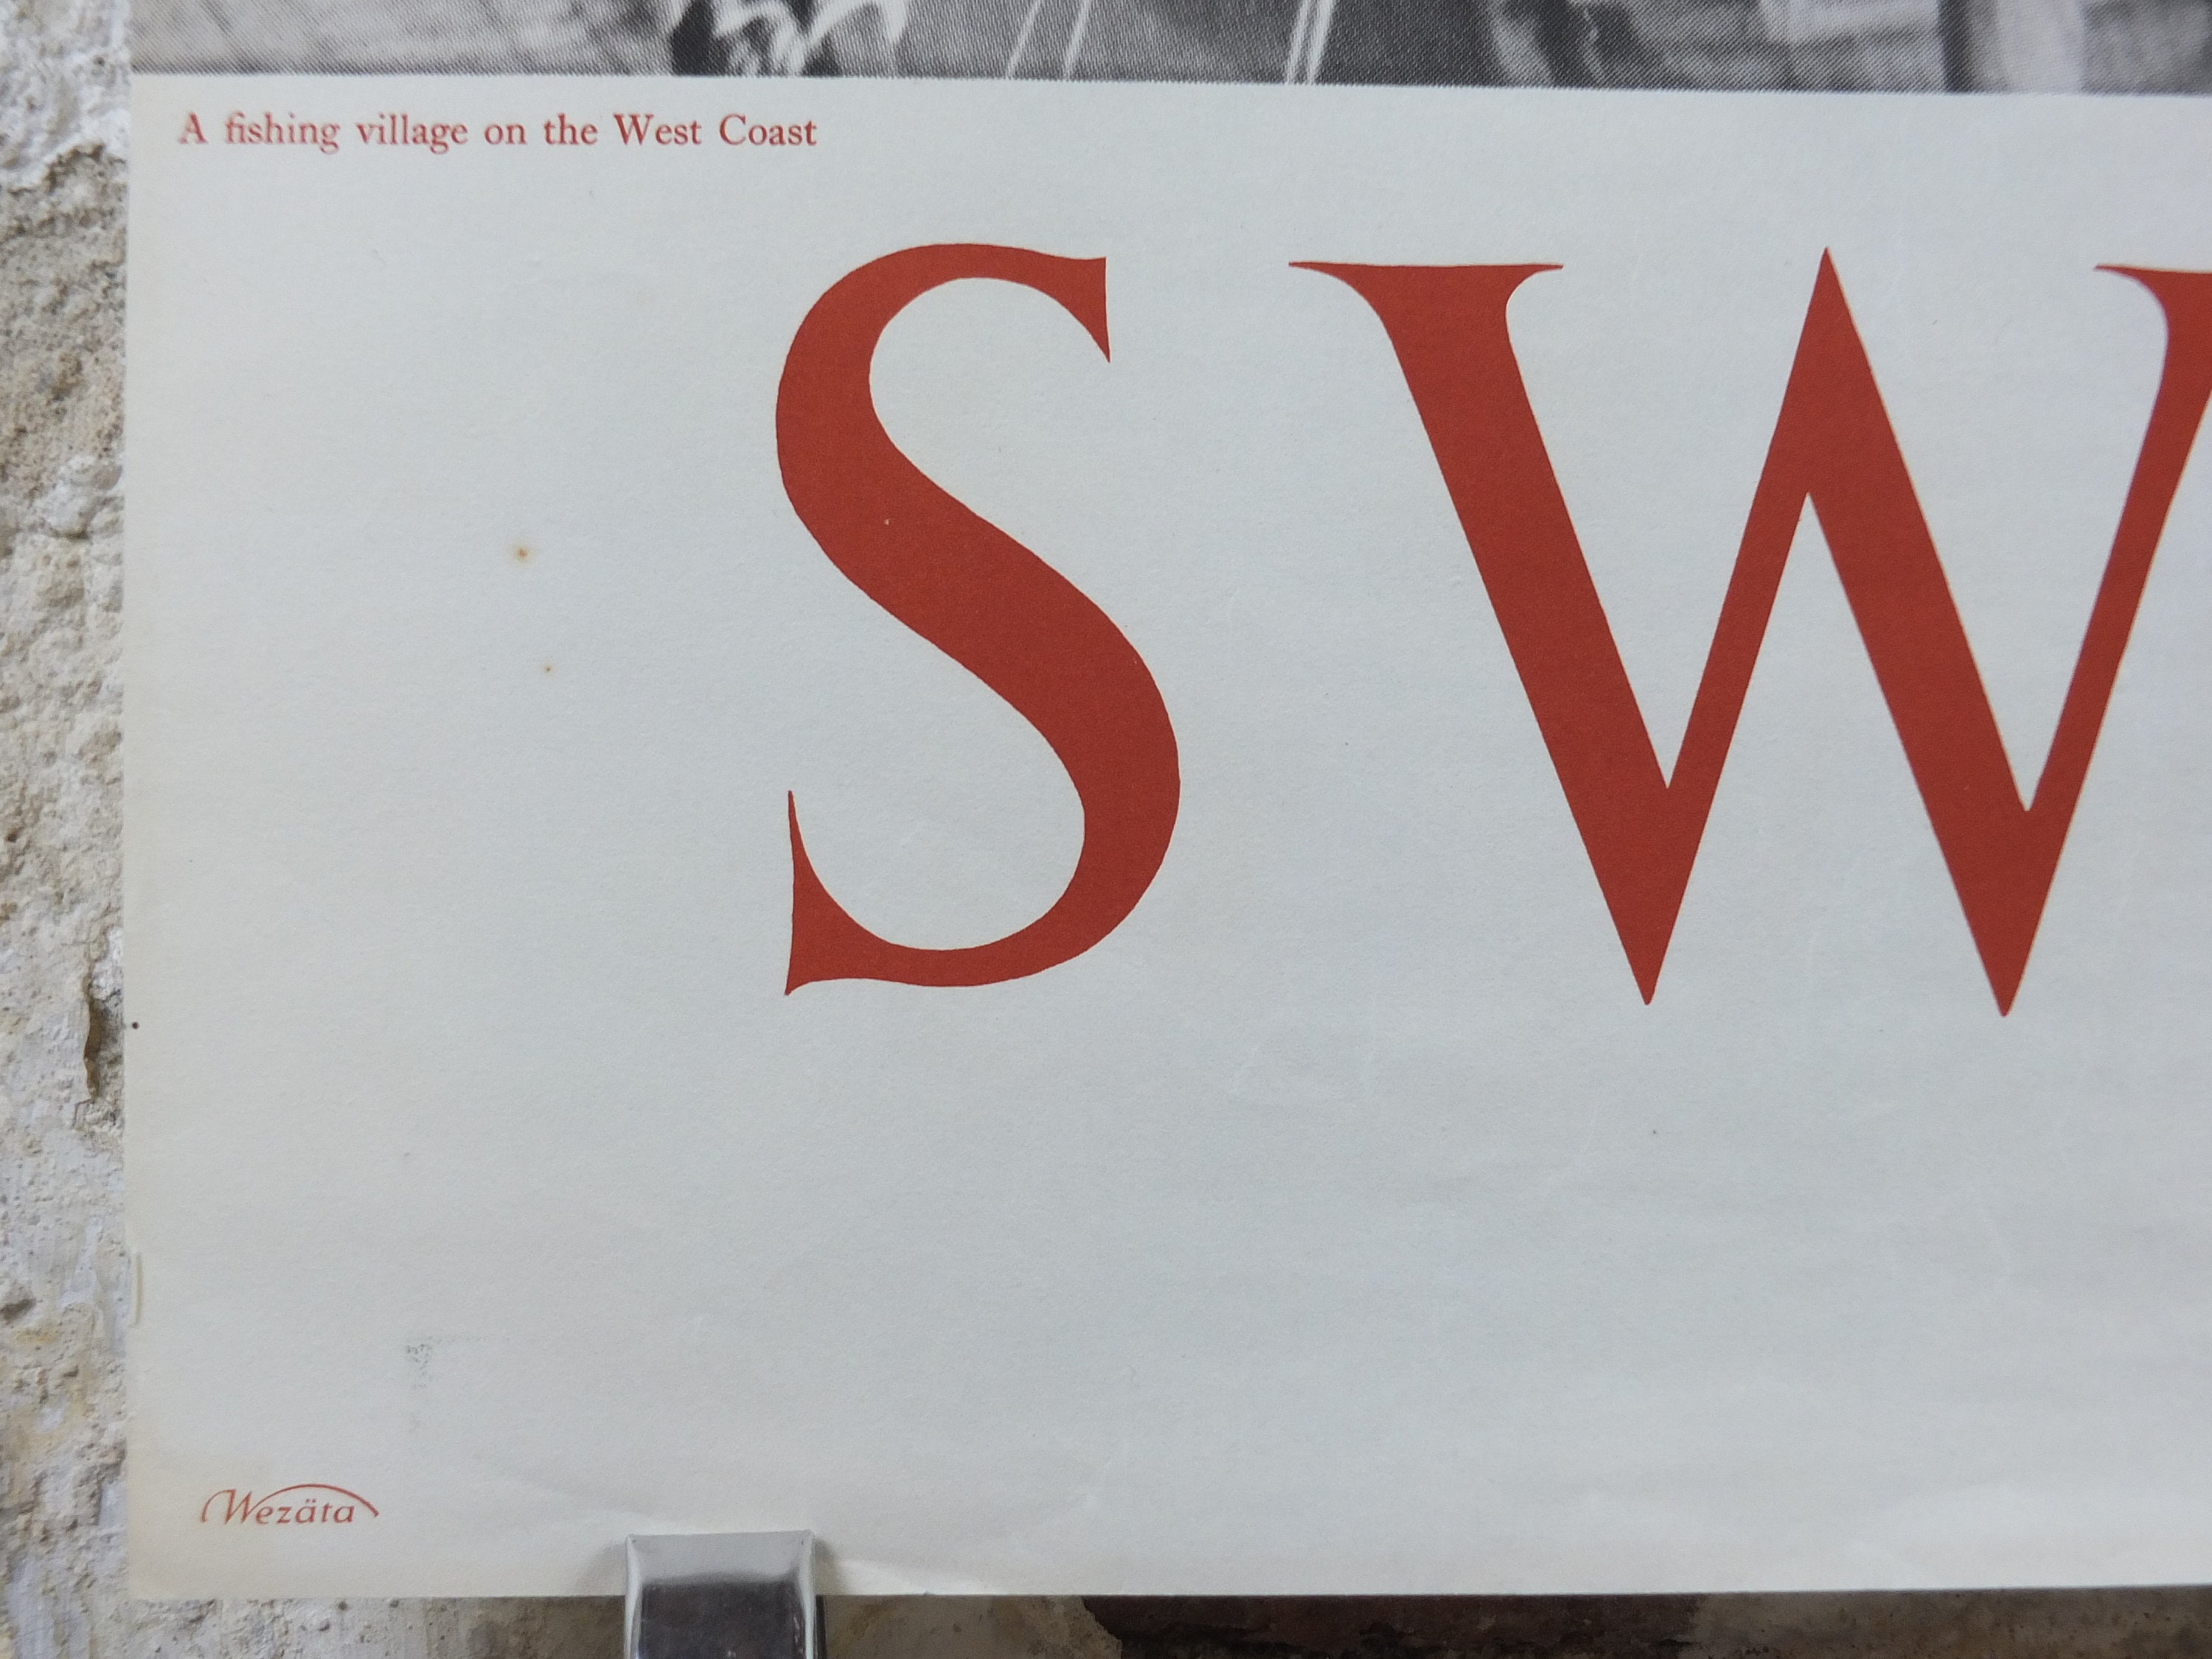 A fishing village on the West Coast
SW
Wezäta